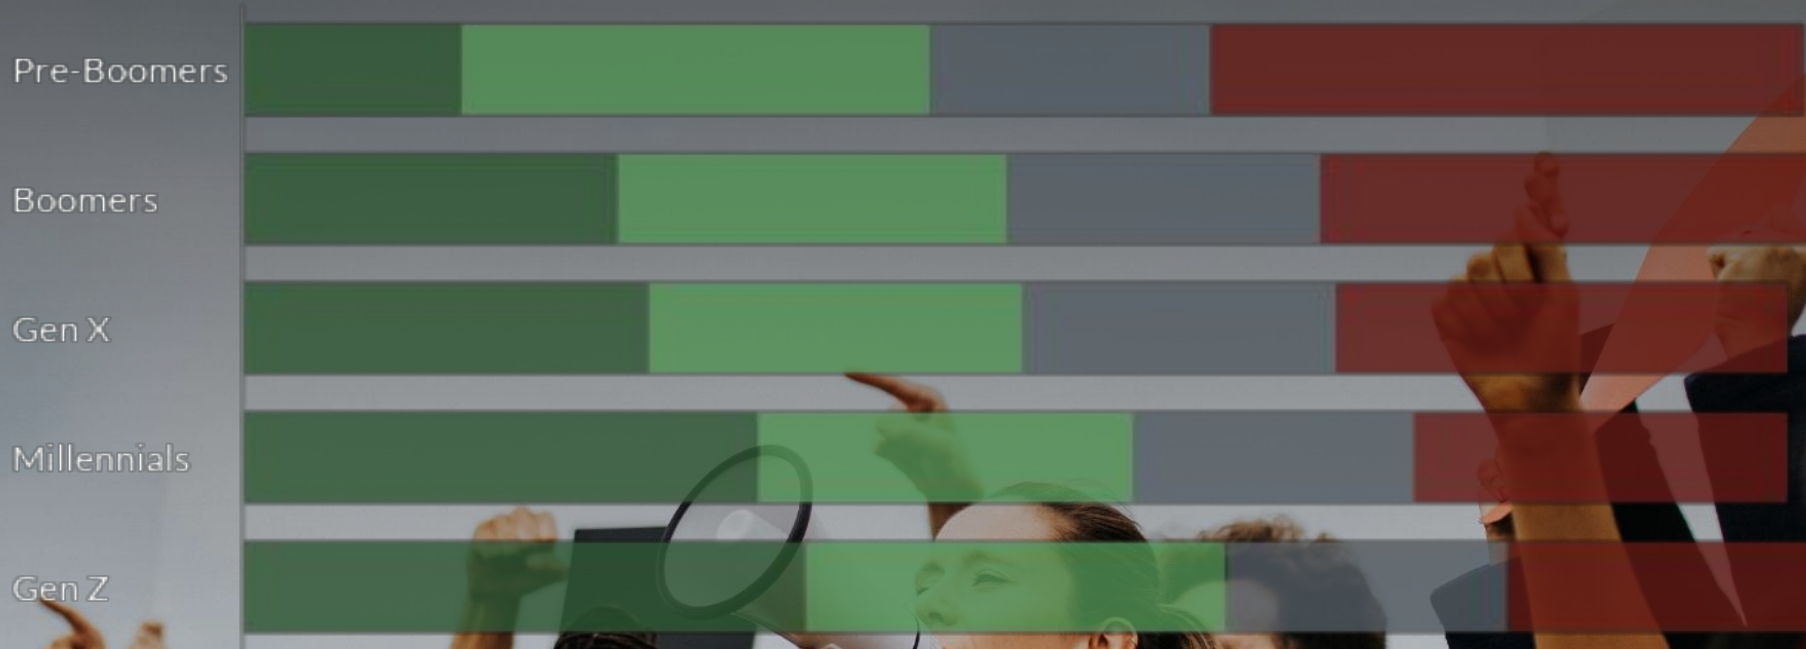 Pre-Boomers
Boomers
Gen X
Millennials
Gen Z